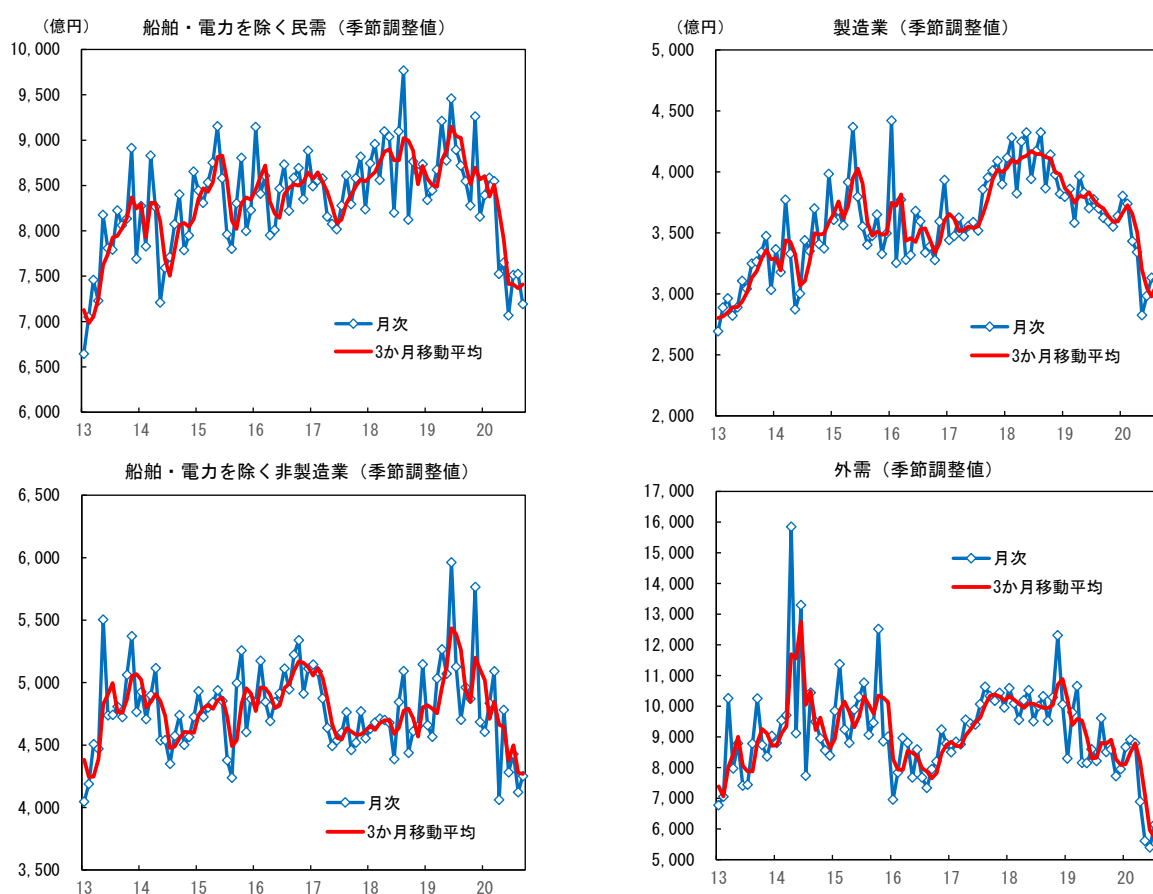 （億円）
船舶・電力を除く民需（季節調整値）
10,000
9,500
9,000
8,500
8,000
7,500
7,000
6,500
6,000
月次
3か月移動平均
13 14 15 16 17 18 19 20
（億円）
製造業（季節調整値）
5,000
4,500
4,000
3,500
3,000
2,500
2,000
月次
3か月移動平均
13 14 15 16 17 18 19 20
船舶・電力を除く非製造業（季節調整値）
6,500
6,000
5,500
5,000
4,500
4,000
3,500
月次
3か月移動平均
13 14 15 16 17 18 19 20
外需（季節調整値）
17,000
16,000
15,000
14,000
13,000
12,000
11,000
10,000
9,000
8,000
7,000
6,000
5,000
月次
3か月移動平均
13 14 15 16 17 18 19 20